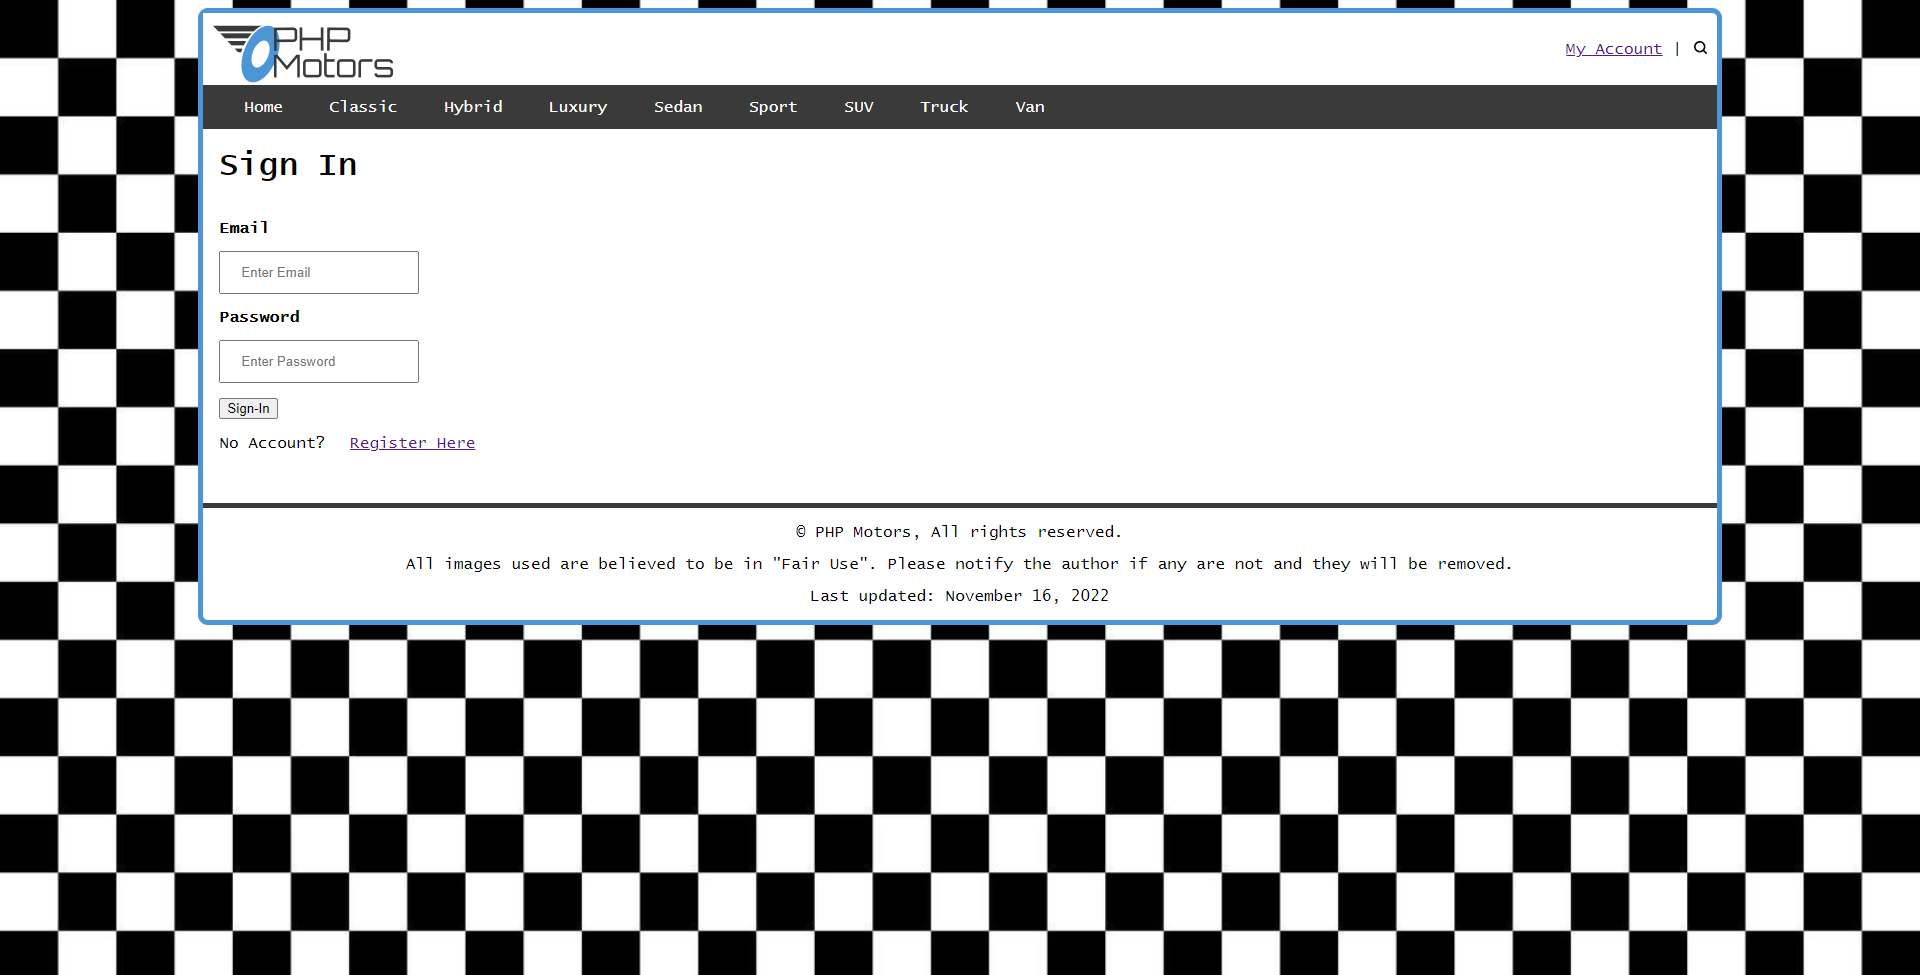 PHP
Motors
My Account | 
Home Classic Hybrid Luxury Sedan Sport SUV Truck Van
Sign In
Email
Enter Email
Password
Enter Password
Sign-In
No Account? Register Here
© PHP Motors, All rights reserved.
All images used are believed to be in "Fair Use". Please notify the author if any are not and they will be removed.
Last updated: November 16, 2022